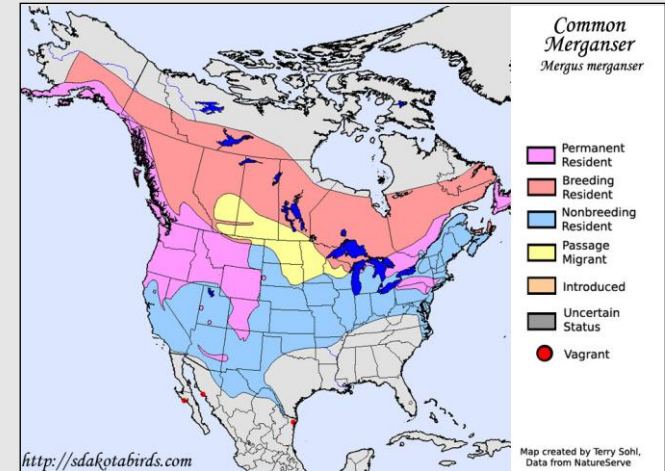 Common
Merganser
Mergus merganser
Permanent
Resident
Breeding
Resident
Nonbreeding
Resident
Passage
Migrant
Introduced
Uncertain
Status
Vagrant
http://sdakotabirds.com
Map created by Terry Sohl,
Data from NatureServe